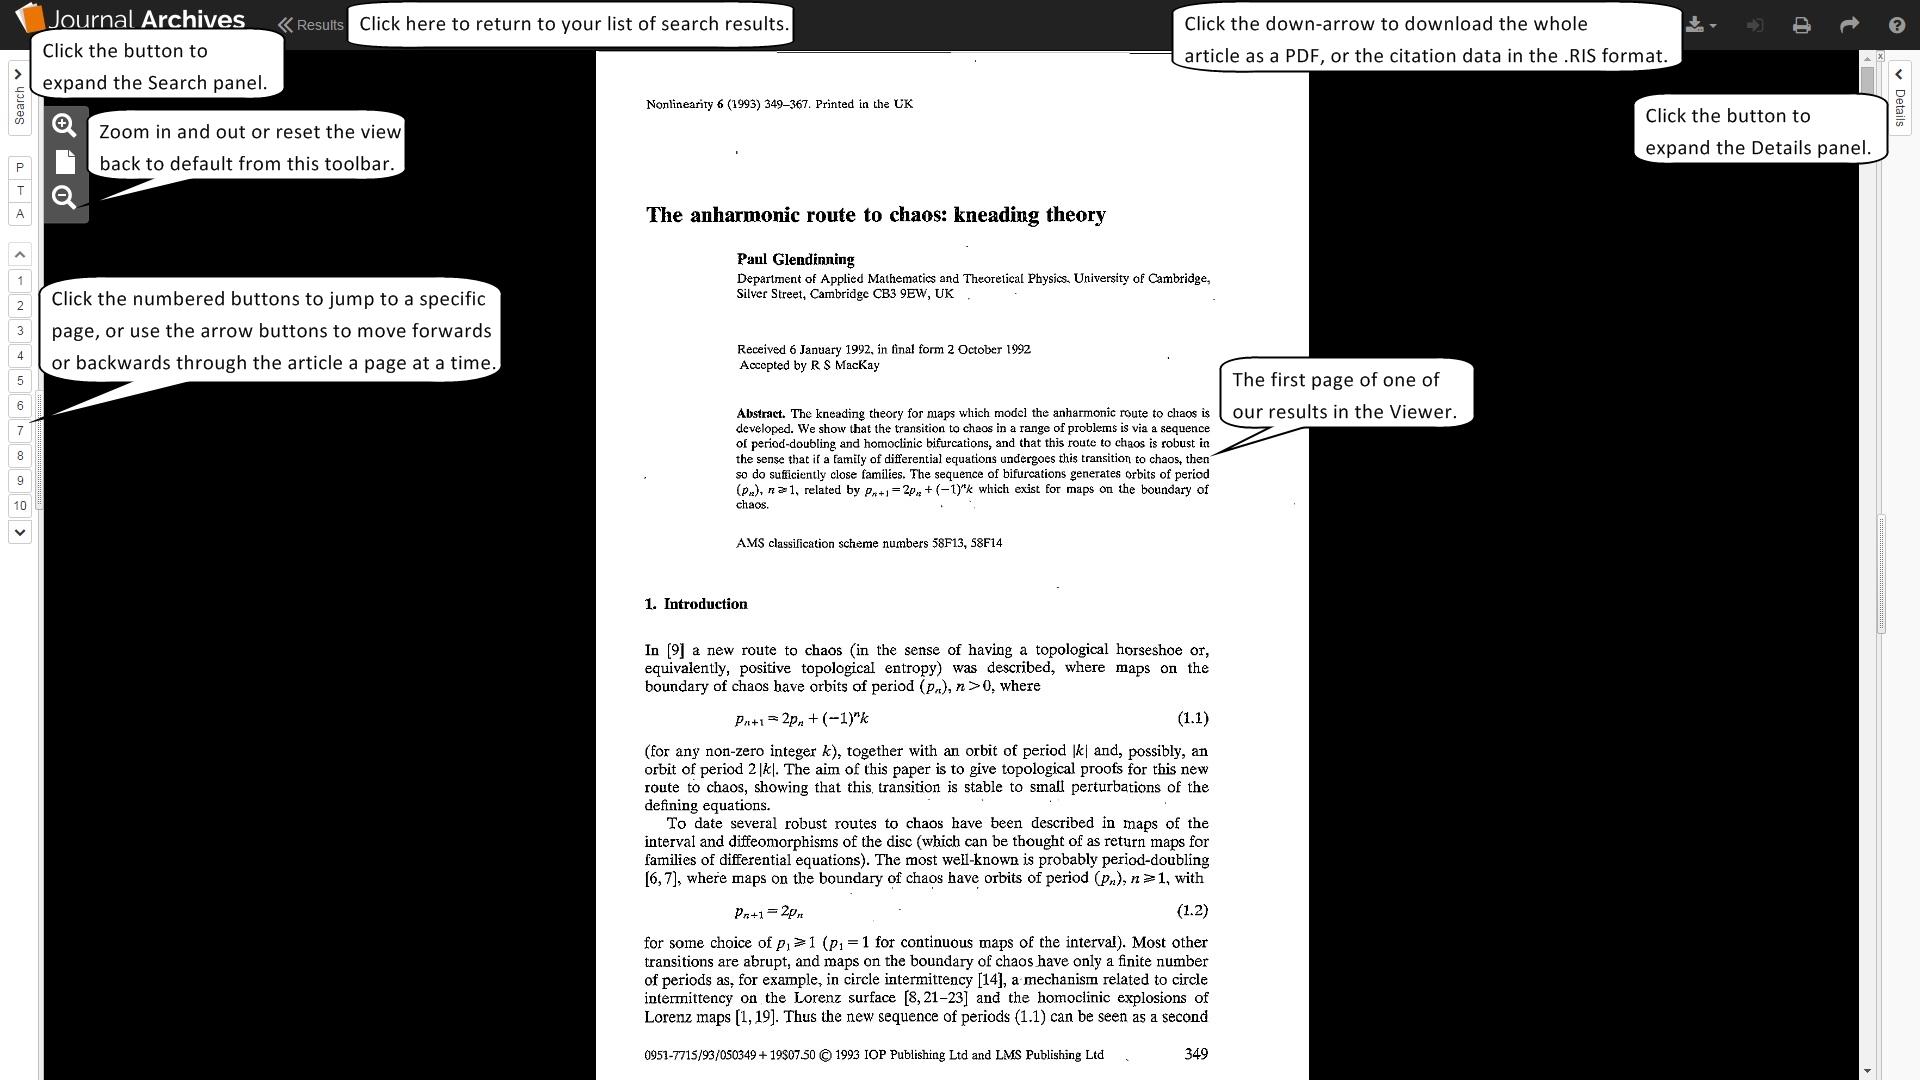 Journal Archives
Results
Click here to return to your list of search results.
Click the down-arrow to download the whole
article as a PDF, or the citation data in the .RIS format.
Click the button to
expand the Search panel.
Search
Zoom in and out or reset the view
back to default from this toolbar.
Click the button to
expand the Details panel.
Details
P
T
A
1
2
3
4
5
6
7
8
9
10
Click the numbered buttons to jump to a specific
page, or use the arrow buttons to move forwards
or backwards through the article a page at a time.
The first page of one of
our results in the Viewer.
Nonlinearity 6 (1993) 349–367. Printed in the UK
The anharmonic route to chaos: kneading theory
Paul Glendinning
Department of Applied Mathematics and Theoretical Physics, University of Cambridge,
Silver Street, Cambridge CB3 9EW, UK
Received 6 January 1992, in final form 2 October 1992
Accepted by R S MacKay
Abstract. The kneading theory for maps which model the anharmonic route to chaos is
developed. We show that the transition to chaos in a range of problems is via a sequence
of period-doubling and homoclinic bifurcations, and that this route to chaos is robust in
the sense that if a family of differential equations undergoes this transition to chaos, then
so do sufficiently close families. The sequence of bifurcations generates orbits of period
(pₙ), n ⩾ 1, related by pₙ₊₁ = 2pₙ + (−1)ⁿk which exist for maps on the boundary of
chaos.
AMS classification scheme numbers 58F13, 58F14
1. Introduction
In [9] a new route to chaos (in the sense of having a topological horseshoe or,
equivalently, positive topological entropy) was described, where maps on the
boundary of chaos have orbits of period (pₙ), n > 0, where
pₙ₊₁ = 2pₙ + (−1)ⁿk (1.1)
(for any non-zero integer k), together with an orbit of period |k| and, possibly, an
orbit of period 2 |k|. The aim of this paper is to give topological proofs for this new
route to chaos, showing that this transition is stable to small perturbations of the
defining equations.
To date several robust routes to chaos have been described in maps of the
interval and diffeomorphisms of the disc (which can be thought of as return maps for
families of differential equations). The most well-known is probably period-doubling
[6, 7], where maps on the boundary of chaos have orbits of period (pₙ), n ⩾ 1, with
pₙ₊₁ = 2pₙ (1.2)
for some choice of p₁ ⩾ 1 (p₁ = 1 for continuous maps of the interval). Most other
transitions are abrupt, and maps on the boundary of chaos have only a finite number
of periods as, for example, in circle intermittency [14], a mechanism related to circle
intermittency on the Lorenz surface [8, 21–23] and the homoclinic explosions of
Lorenz maps [1, 19]. Thus the new sequence of periods (1.1) can be seen as a second
0951-7715/93/050349 + 19$07.50 © 1993 IOP Publishing Ltd and LMS Publishing Ltd 349